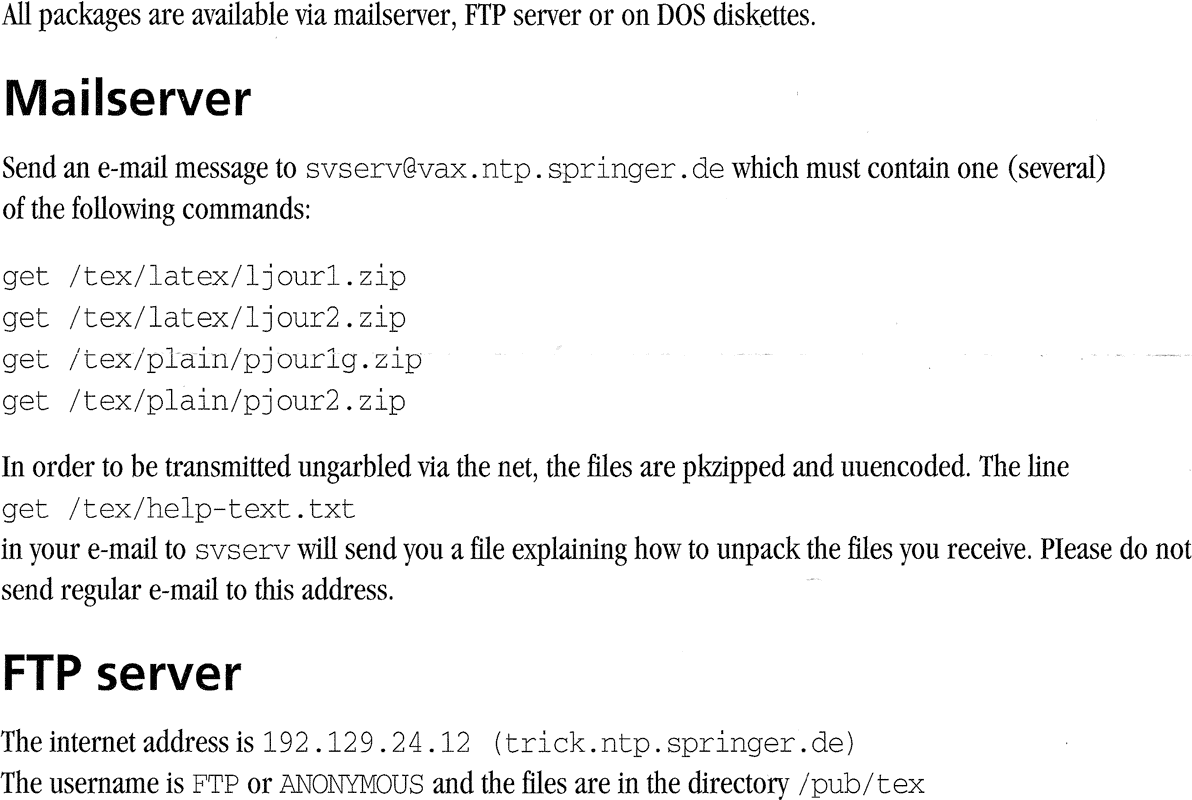 All packages are available via mailserver, FTP server or on DOS diskettes.
Mailserver
Send an e-mail message to svserv@vax.ntp.springer.de which must contain one (several)
of the following commands:
get /tex/latex/ljour1.zip
get /tex/latex/ljour2.zip
get /tex/plain/pjour1g.zip
get /tex/plain/pjour2.zip
In order to be transmitted ungarbled via the net, the files are pkzipped and uuencoded. The line
get /tex/help-text.txt
in your e-mail to svserv will send you a file explaining how to unpack the files you receive. PIease do not
send regular e-mail to this address.
FTP server
The internet address is 192.129.24.12 (trick.ntp.springer.de)
The username is FTP or ANONYMOUS and the files are in the directory /pub/tex